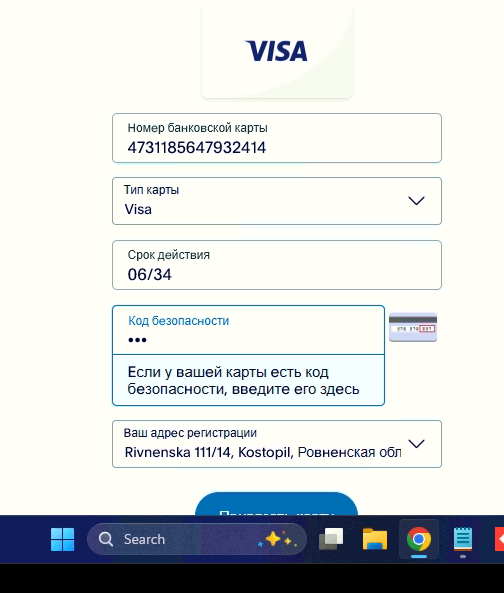 VISA
Номер банковской карты
4731185647932414
Тип карты
Visa
Срок действия
06/34
Код безопасности
•••
Если у вашей карты есть код
безопасности, введите его здесь
Ваш адрес регистрации
Rivnenska 111/14, Kostopil, Ровненская обл
Search